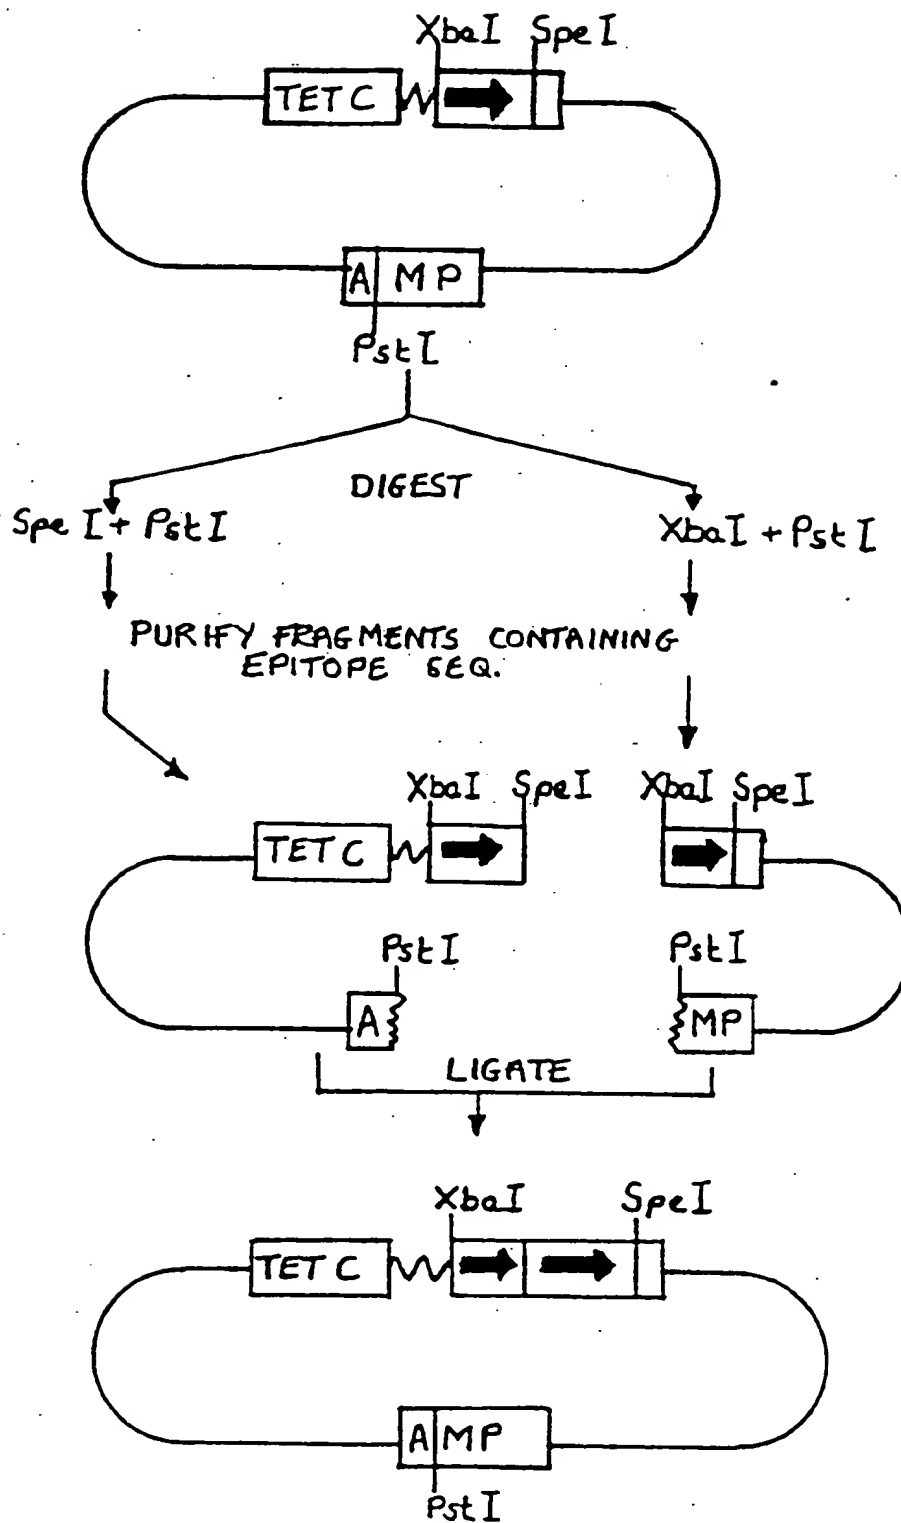 XbaI SpeI
TETC
A MP
PstI
DIGEST
SpeI + PstI XbaI + PstI
PURIFY FRAGMENTS CONTAINING
EPITOPE SEQ.
XbaI SpeI XbaI SpeI
TETC
PstI PstI
A MP
LIGATE
XbaI SpeI
TETC
A MP
PstI